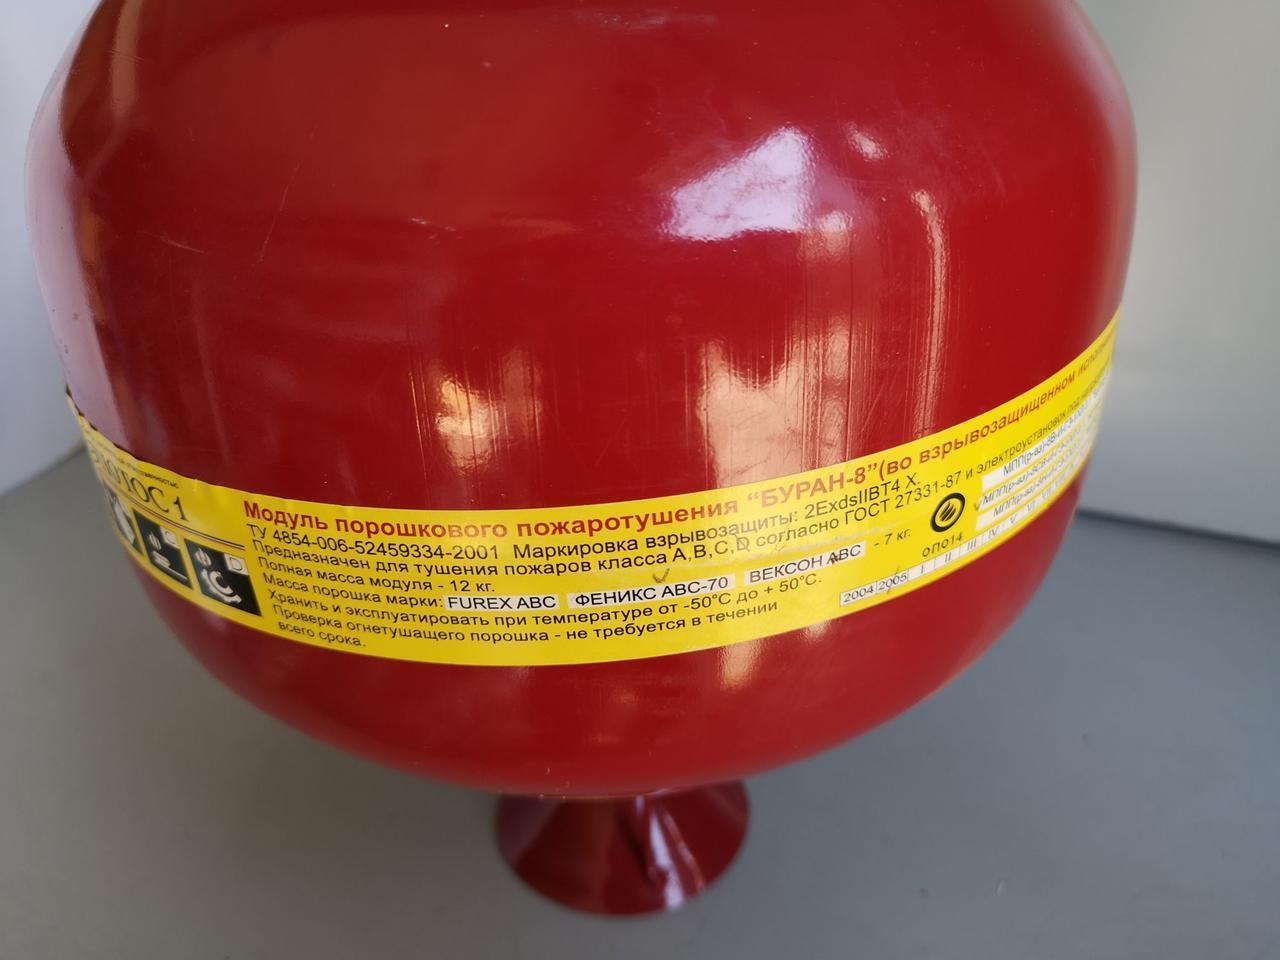 Модуль порошкового пожаротушения "БУРАН-8" (во взрывозащищенном
ТУ 4854-006-52459334-2001 Маркировка взрывозащиты: 2ExdsIIBT4 X.
Предназначен для тушения пожаров класса A,B,C,D согласно ГОСТ 27331-87 и электроустановок
Полная масса модуля - 12 кг.
Масса порошка марки: FUREX ABC ФЕНИКС АВС-70 ВЕКСОН АВС - 7 кг.
Хранить и эксплуатировать при температуре от -50°С до + 50°С.
Проверка огнетушащего порошка - не требуется в течении
всего срока.
ОП014
2004 2005 I II III IV V VI VII
C
D